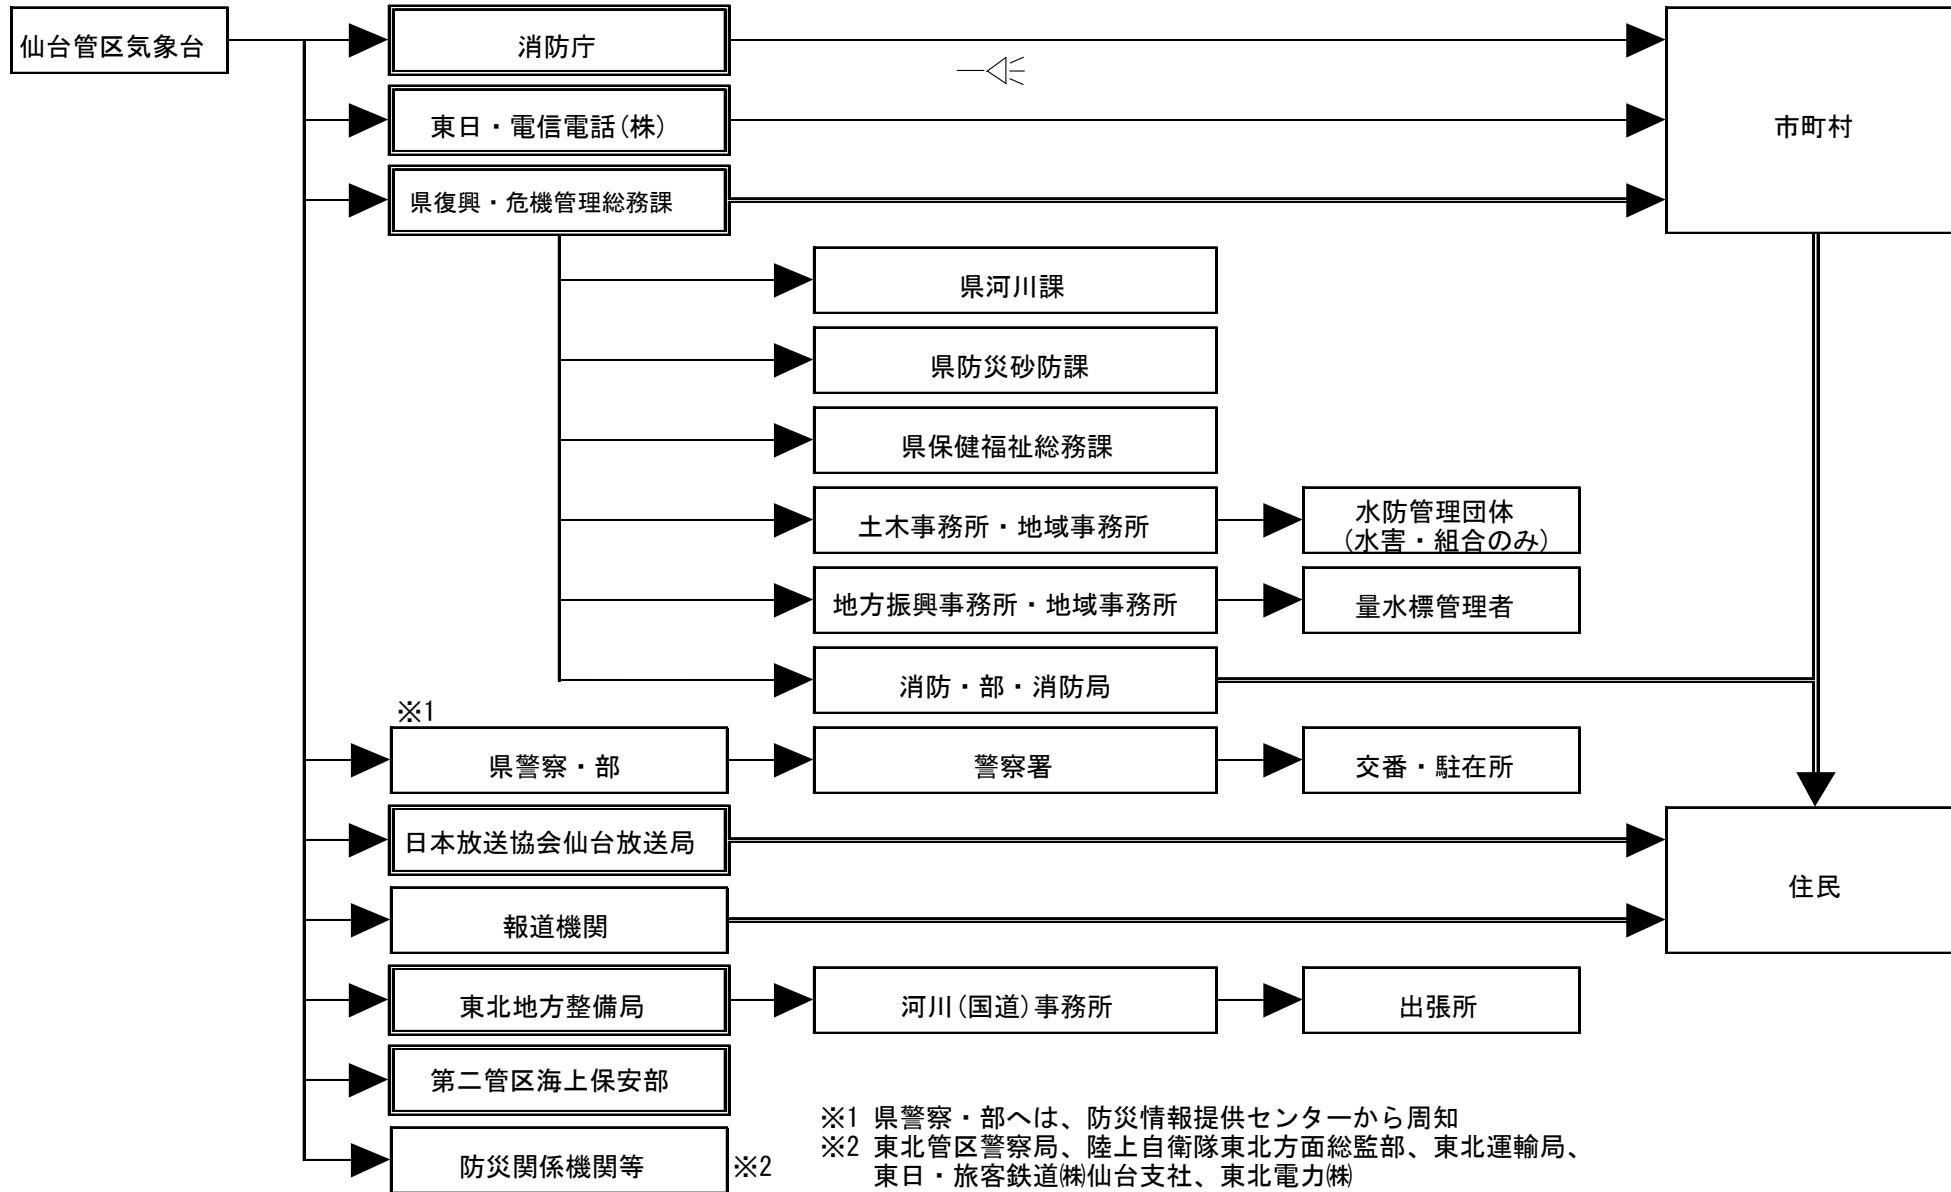 仙台管区気象台
消防庁
東日・電信電話(株)
市町村
県復興・危機管理総務課
県河川課
県防災砂防課
県保健福祉総務課
土木事務所・地域事務所
水防管理団体
(水害・組合のみ)
地方振興事務所・地域事務所
量水標管理者
消防・部・消防局
※1
県警察・部
警察署
交番・駐在所
日本放送協会仙台放送局
住民
報道機関
東北地方整備局
河川(国道)事務所
出張所
第二管区海上保安部
防災関係機関等
※2
※1 県警察・部へは、防災情報提供センターから周知
※2 東北管区警察局、陸上自衛隊東北方面総監部、東北運輸局、
東日・旅客鉄道㈱仙台支社、東北電力㈱